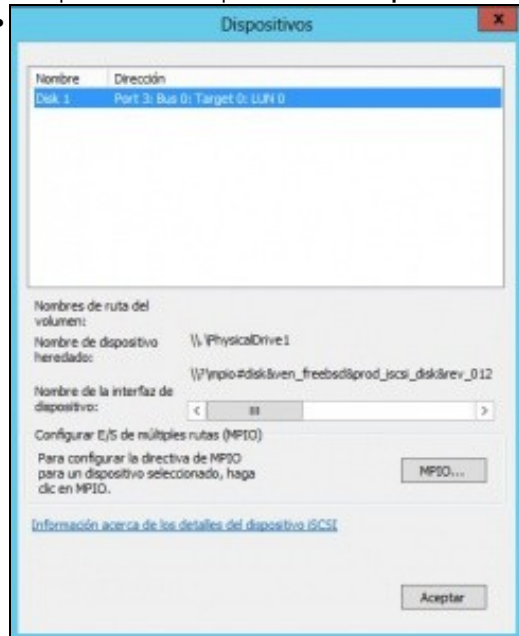 Dispositivos
x
Nombre Dirección
Disk 1 Port 3: Bus 0: Target 0: LUN 0
Nombres de ruta del
volumen:
Nombre de dispositivo
heredado:
\\.\PhysicalDrive1
\\?\mpio#disk&ven_freebsd&prod_iscsi_disk&rev_012
Nombre de la interfaz de
dispositivo:
Configurar E/S de múltiples rutas (MPIO)
Para configurar la directiva de MPIO
para un dispositivo seleccionado, haga
clic en MPIO.
MPIO...
Información acerca de los detalles del dispositivo iSCSI
Aceptar